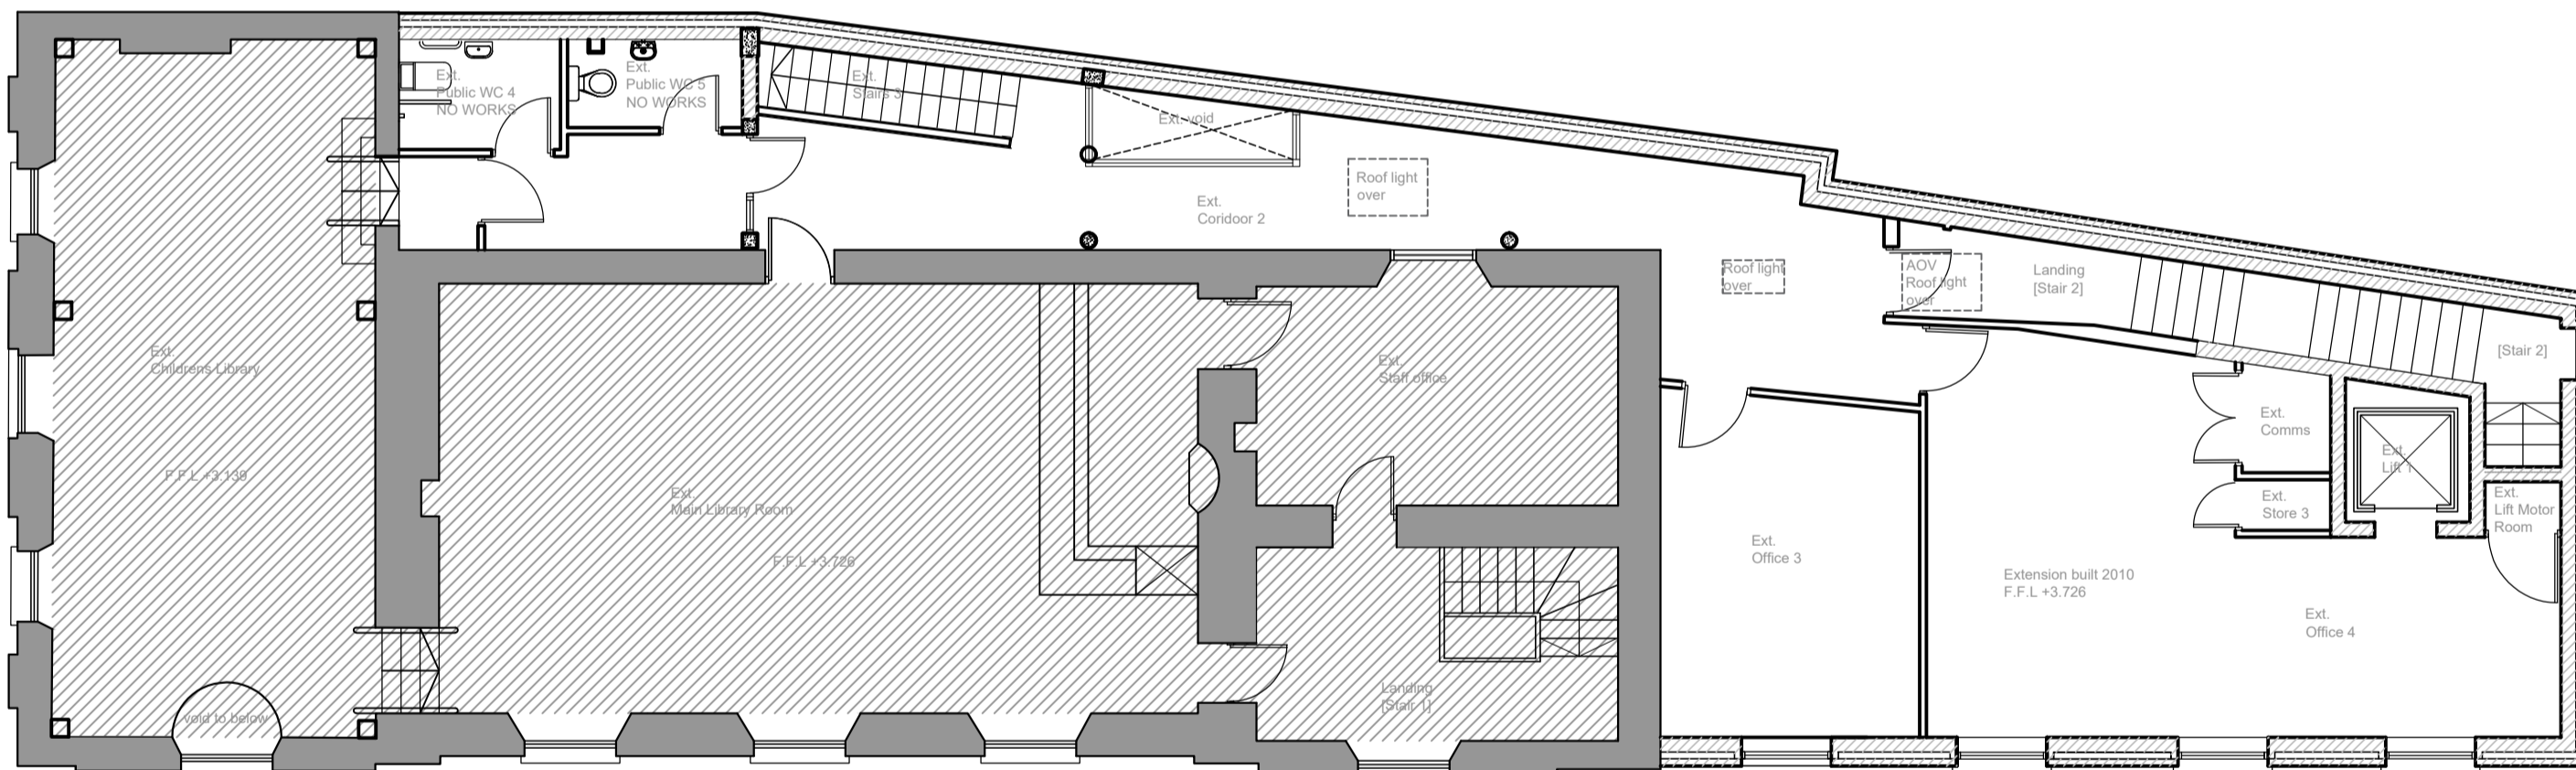 Ext.
Public WC 4
NO WORKS
Ext.
Public WC 5
NO WORKS
Ext.
Stairs 3
Ext. void
Roof light
over
Ext.
Coridoor 2
Roof light
over
AOV
Roof light
over
Landing
[Stair 2]
[Stair 2]
Ext.
Childrens Library
F.F.L +3.139
void to below
Ext.
Main Library Room
F.F.L +3.726
Ext.
Staff office
Landing
[Stair 1]
Ext.
Office 3
Extension built 2010
F.F.L +3.726
Ext.
Office 4
Ext.
Comms
Ext.
Store 3
Ext.
Lift 1
Ext.
Lift Motor
Room